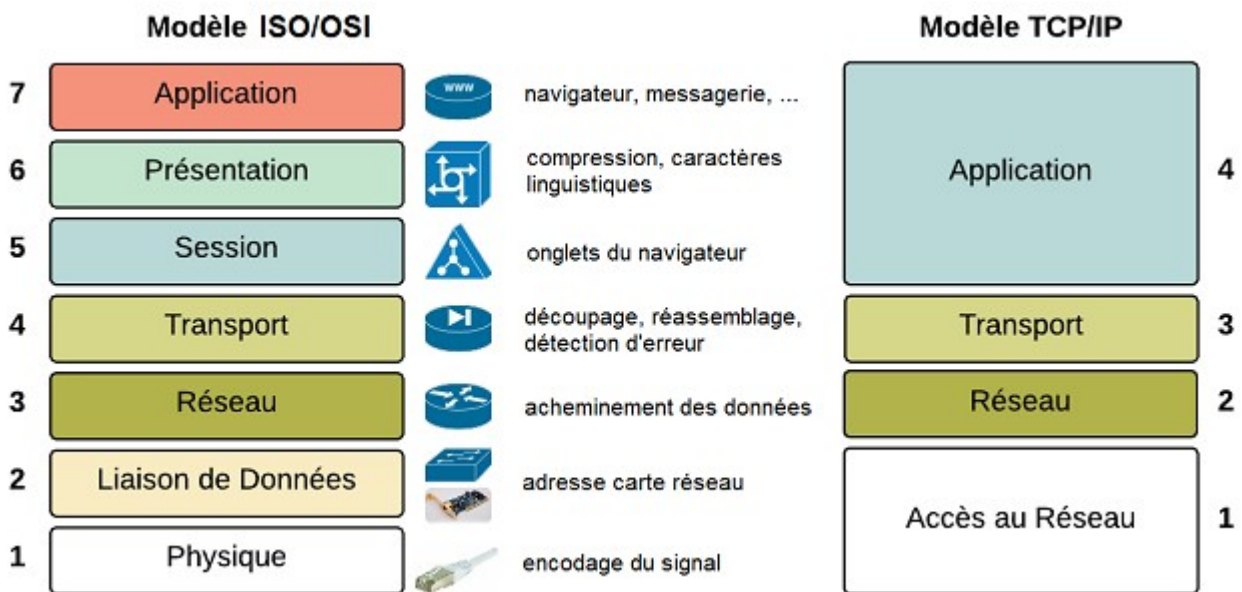 Modèle ISO/OSI
Modèle TCP/IP
7
Application
www
navigateur, messagerie, ...
6
Présentation
compression, caractères
linguistiques
Application
4
5
Session
onglets du navigateur
4
Transport
découpage, réassemblage,
détection d'erreur
Transport
3
3
Réseau
acheminement des données
Réseau
2
2
Liaison de Données
adresse carte réseau
Accès au Réseau
1
1
Physique
encodage du signal